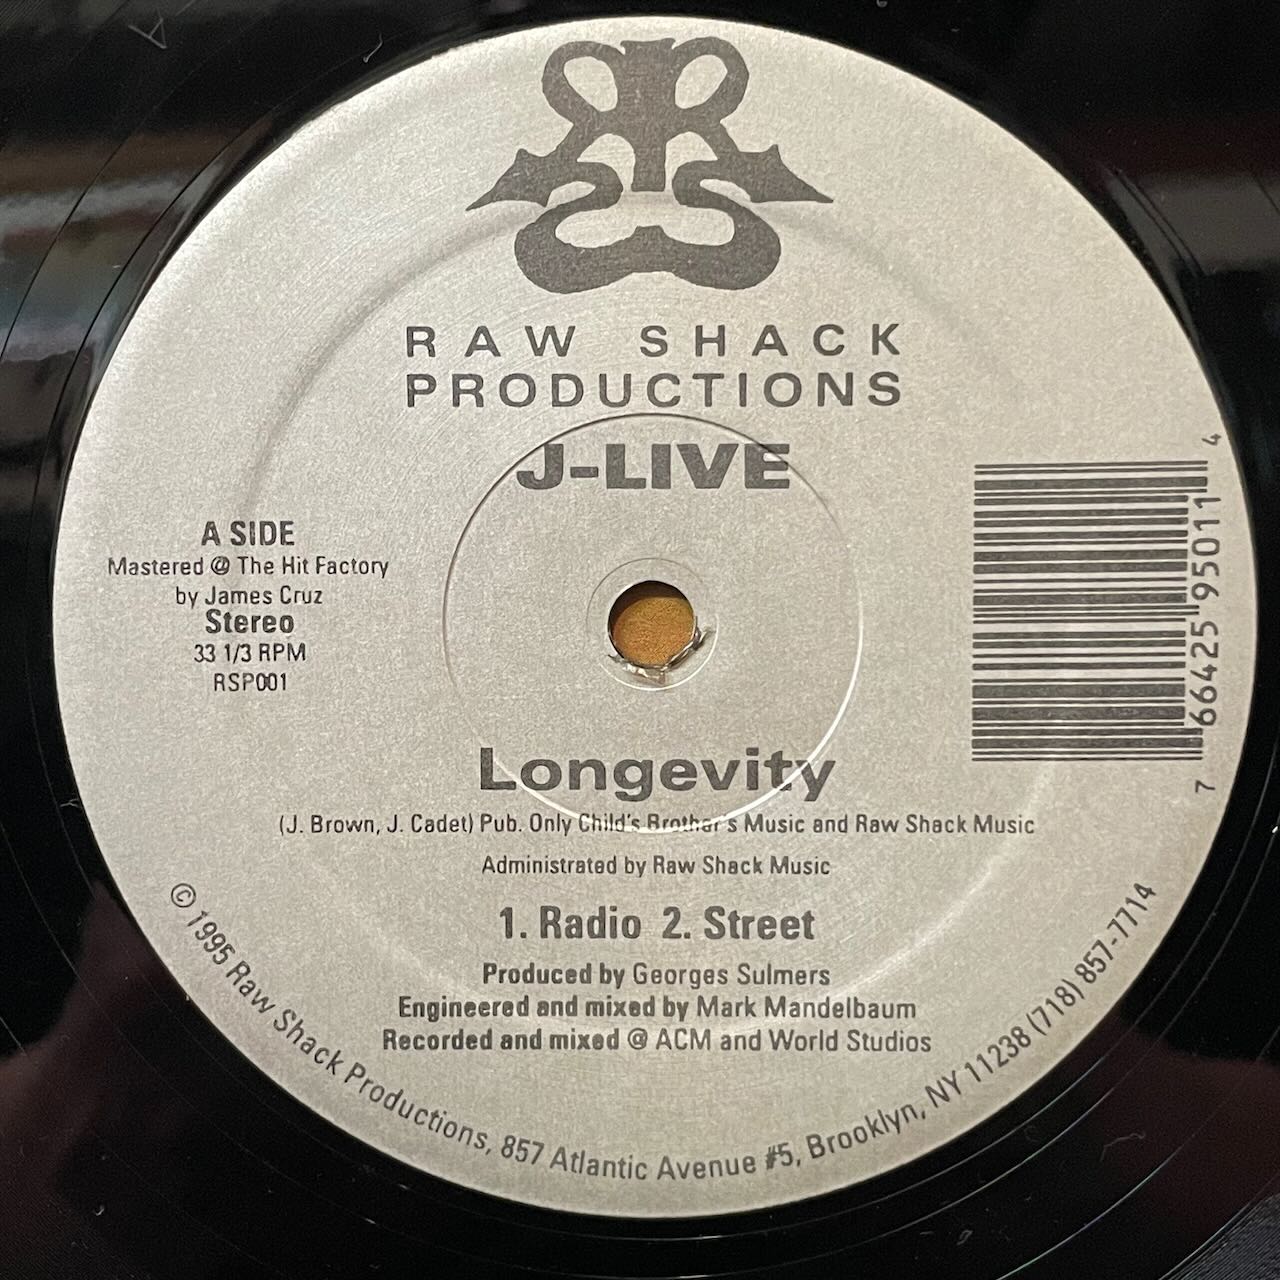 RAW SHACK
PRODUCTIONS
J-LIVE
A SIDE
Mastered @ The Hit Factory
by James Cruz
Stereo
33 1/3 RPM
RSP001
7 66425 95011 4
Longevity
(J. Brown, J. Cadet) Pub. Only Child's Brother's Music and Raw Shack Music
Administrated by Raw Shack Music
1. Radio 2. Street
Produced by Georges Sulmers
Engineered and mixed by Mark Mandelbaum
Recorded and mixed @ ACM and World Studios
© 1995 Raw Shack Productions, 857 Atlantic Avenue #5, Brooklyn, NY 11238 (718) 857-7714